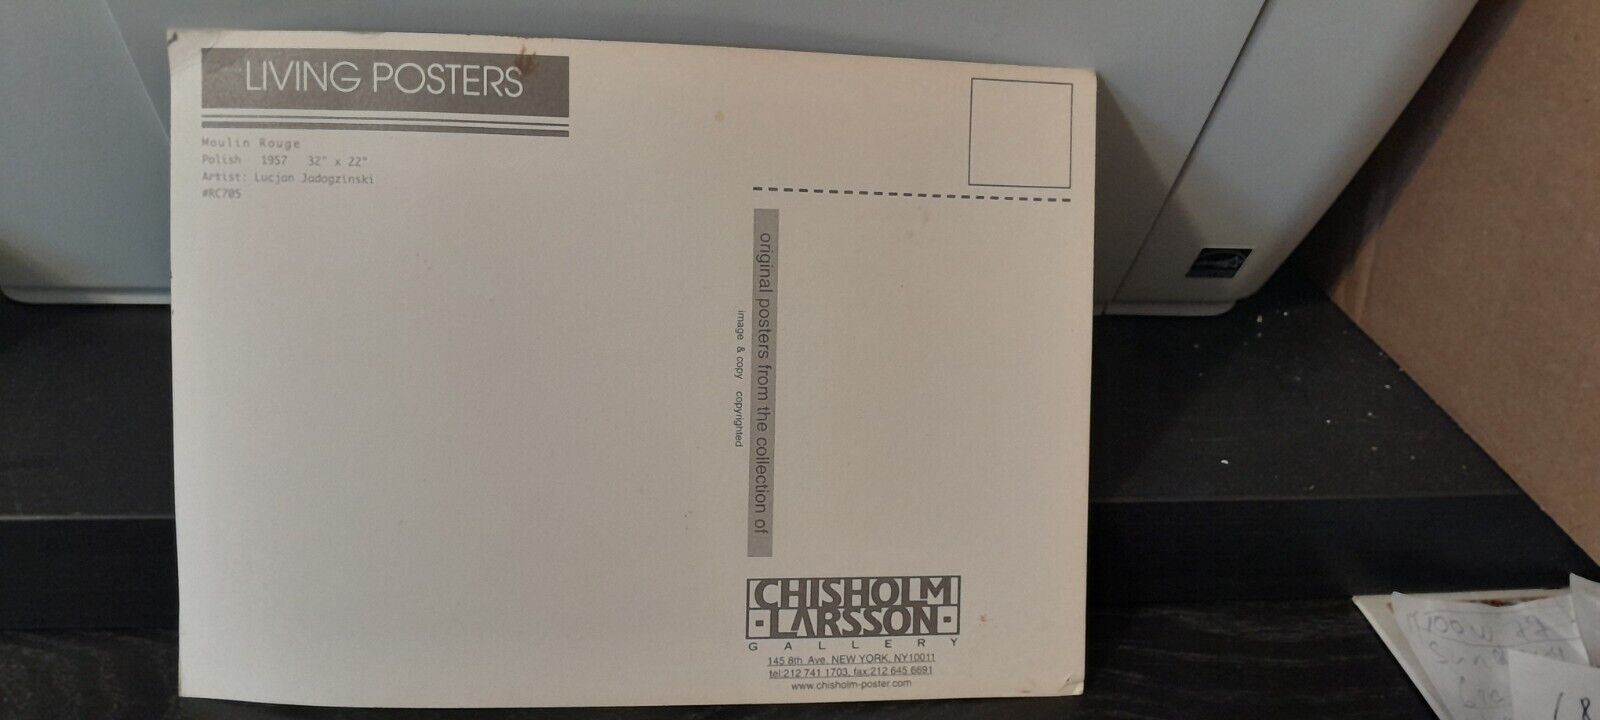 LIVING POSTERS
Moulin Rouge
Polish 1957 32" x 22"
Artist: Lucjan Jadogzinski
#RC705
original posters from the collection of
image & copy copyrighted
CHISHOLM
-LARSSON-
GALLERY
145 8th Ave. NEW YORK, NY10011
tel:212 741 1703, fax:212 645 6691
www.chisholm-poster.com